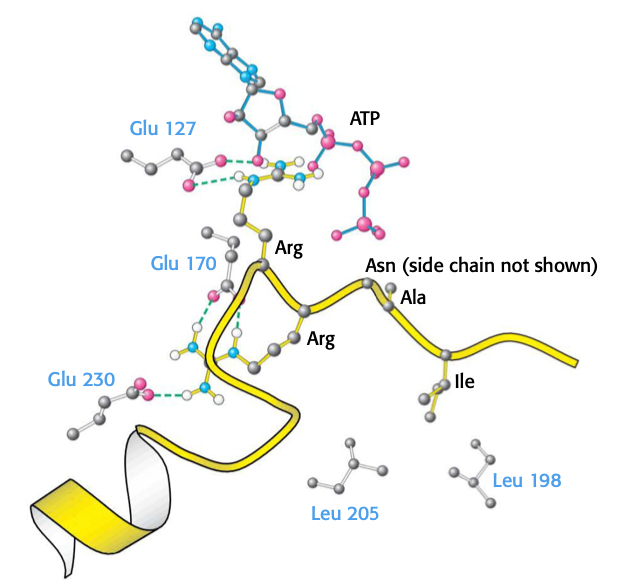 ATP
Glu 127
Arg
Glu 170
Asn (side chain not shown)
Ala
Arg
Glu 230
Ile
Leu 198
Leu 205